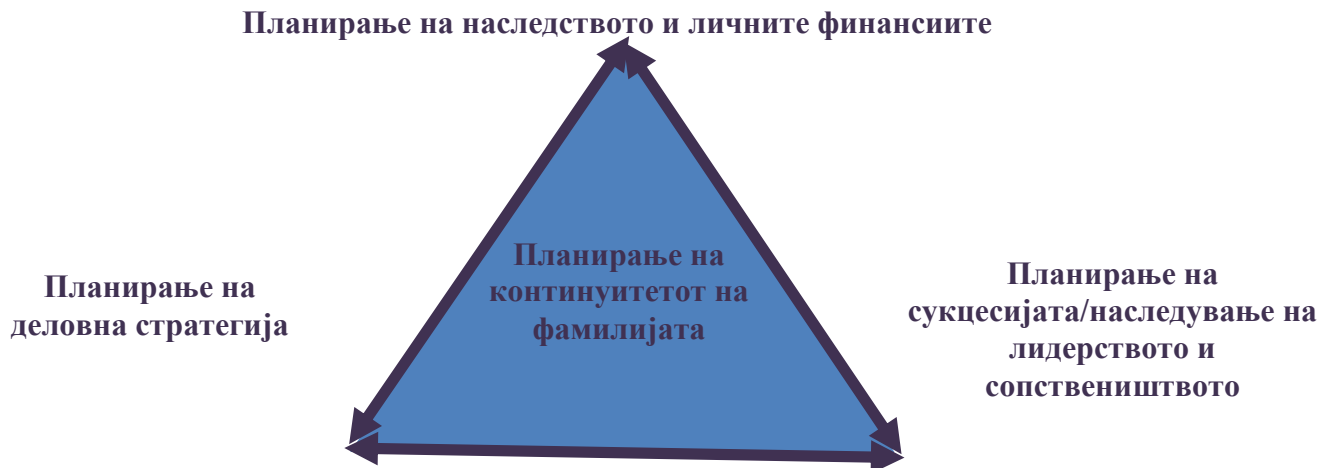 Планирање на наследството и личните финансиите
Планирање на
континуитетот на
фамилијата
Планирање на
деловна стратегија
Планирање на
сукцесијата/наследување на
лидерството и
сопствеништвото